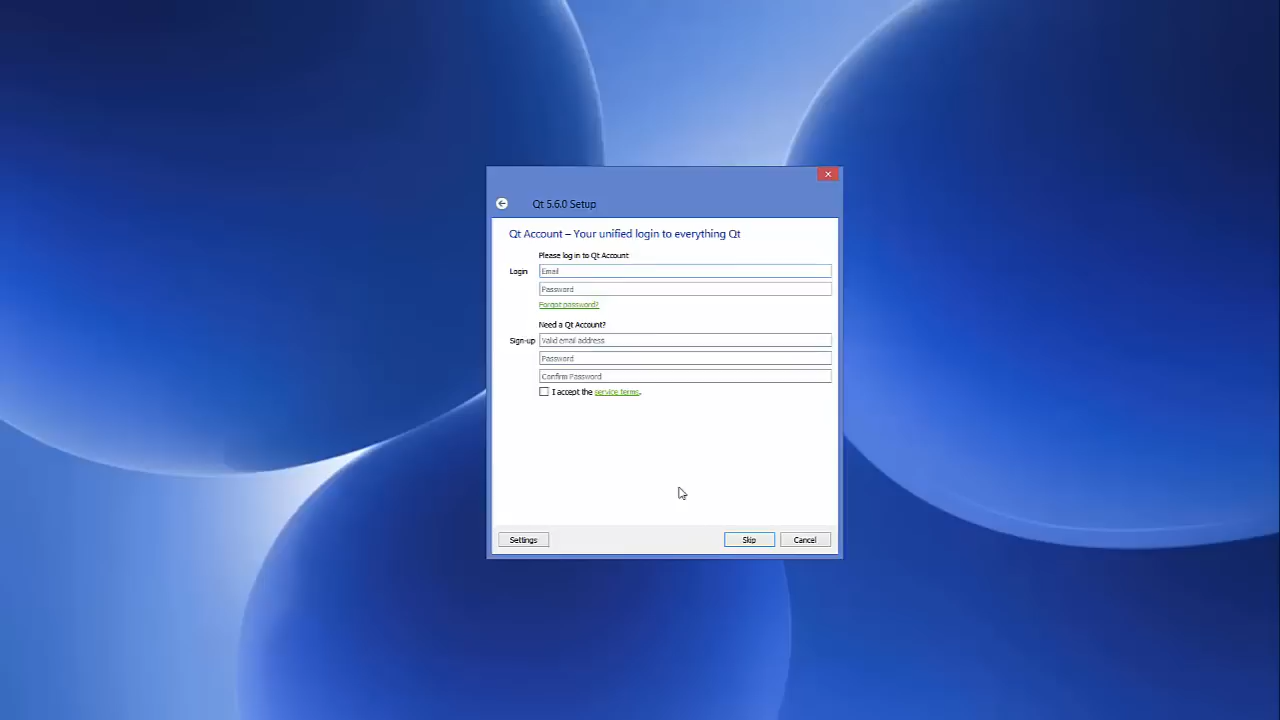 Qt 5.6.0 Setup
Qt Account – Your unified login to everything Qt
Please log in to Qt Account
Login Email
Password
Forgot password?
Need a Qt Account?
Sign-up Valid email address
Password
Confirm Password
I accept the service terms.
Settings Skip Cancel